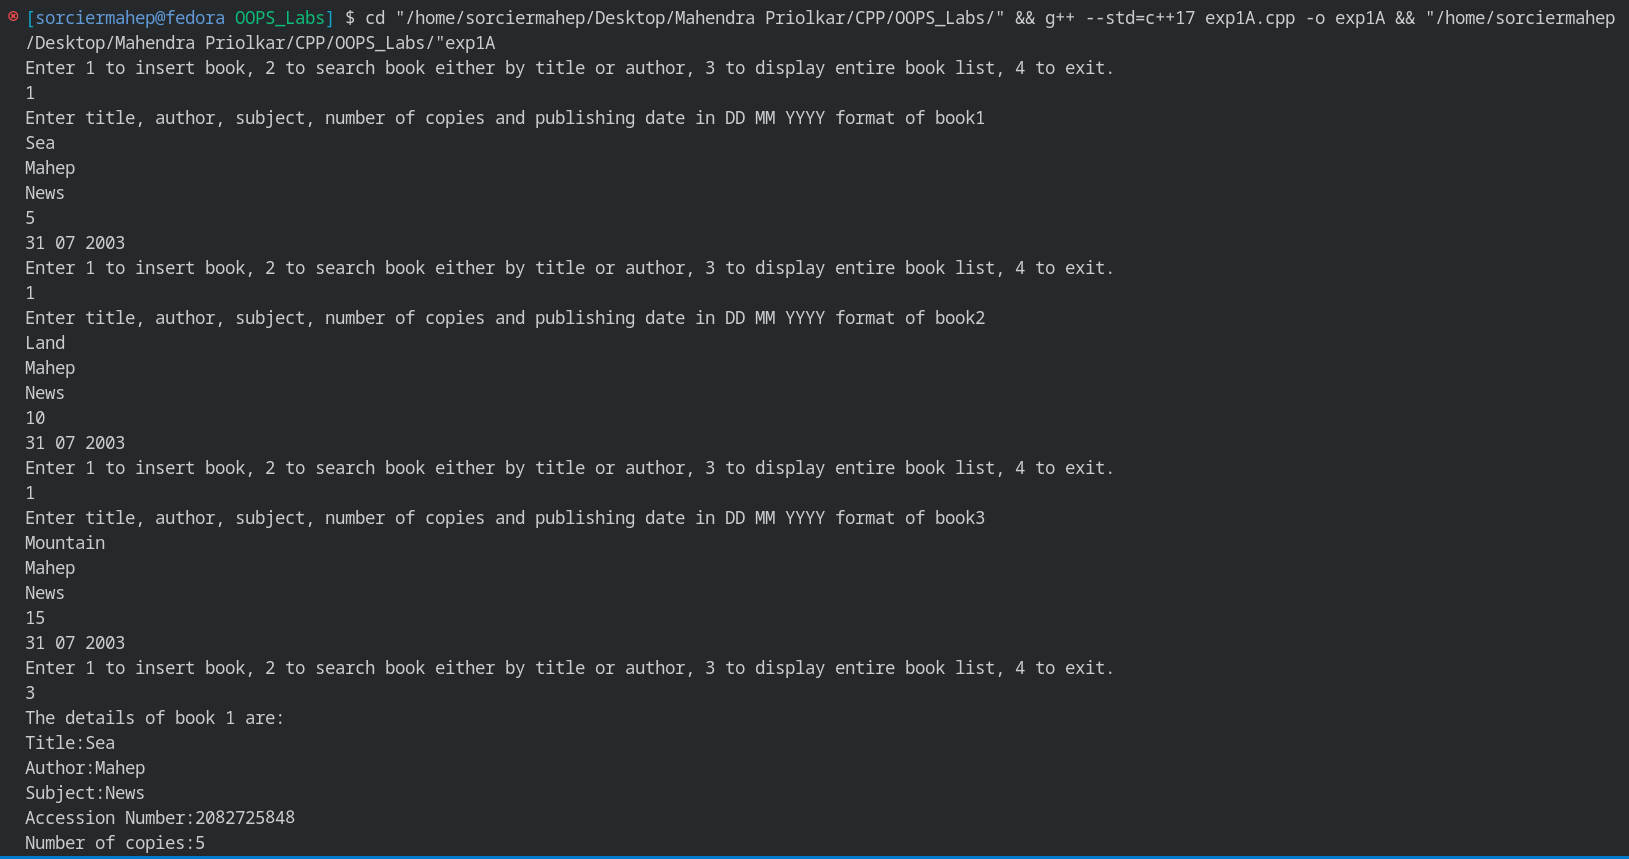 [sorciermahep@fedora OOPS_Labs] $ cd "/home/sorciermahep/Desktop/Mahendra Priolkar/CPP/OOPS_Labs/" && g++ --std=c++17 exp1A.cpp -o exp1A && "/home/sorciermahep
/Desktop/Mahendra Priolkar/CPP/OOPS_Labs/"exp1A
Enter 1 to insert book, 2 to search book either by title or author, 3 to display entire book list, 4 to exit.
1
Enter title, author, subject, number of copies and publishing date in DD MM YYYY format of book1
Sea
Mahep
News
5
31 07 2003
Enter 1 to insert book, 2 to search book either by title or author, 3 to display entire book list, 4 to exit.
1
Enter title, author, subject, number of copies and publishing date in DD MM YYYY format of book2
Land
Mahep
News
10
31 07 2003
Enter 1 to insert book, 2 to search book either by title or author, 3 to display entire book list, 4 to exit.
1
Enter title, author, subject, number of copies and publishing date in DD MM YYYY format of book3
Mountain
Mahep
News
15
31 07 2003
Enter 1 to insert book, 2 to search book either by title or author, 3 to display entire book list, 4 to exit.
3
The details of book 1 are:
Title:Sea
Author:Mahep
Subject:News
Accession Number:2082725848
Number of copies:5